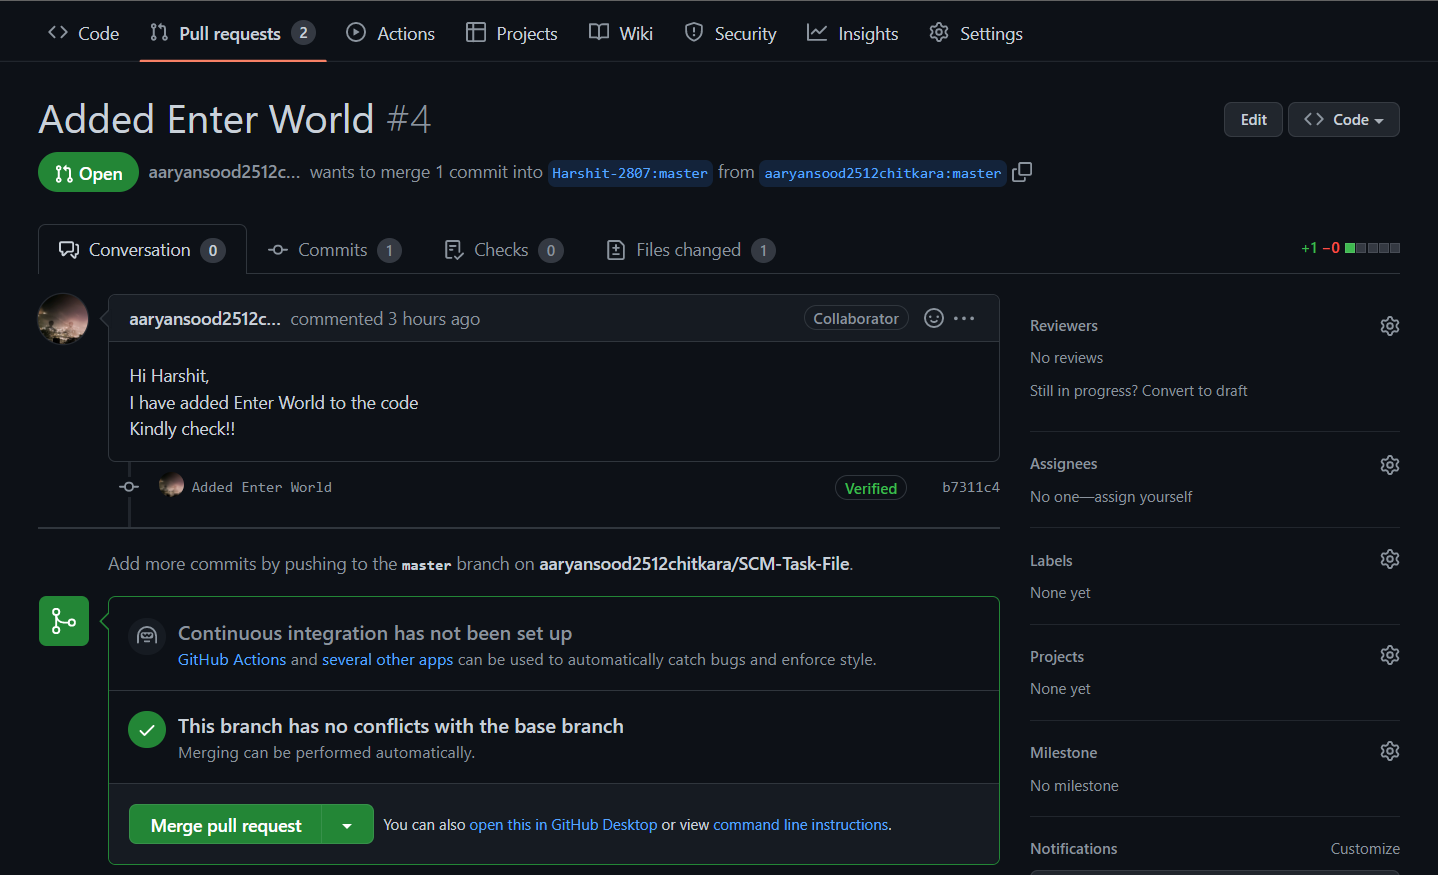 Code Pull requests 2 Actions Projects Wiki Security Insights Settings
Added Enter World #4
Edit Code
Open aaryansood2512c... wants to merge 1 commit into Harshit-2807:master from aaryansood2512chitkara:master
Conversation 0 Commits 1 Checks 0 Files changed 1
+1 −0
aaryansood2512c... commented 3 hours ago
Collaborator
Hi Harshit,
I have added Enter World to the code
Kindly check!!
Added Enter World
Verified b7311c4
Add more commits by pushing to the master branch on aaryansood2512chitkara/SCM-Task-File.
Continuous integration has not been set up
GitHub Actions and several other apps can be used to automatically catch bugs and enforce style.
This branch has no conflicts with the base branch
Merging can be performed automatically.
Merge pull request You can also open this in GitHub Desktop or view command line instructions.
Reviewers
No reviews
Still in progress? Convert to draft
Assignees
No one—assign yourself
Labels
None yet
Projects
None yet
Milestone
No milestone
Notifications Customize